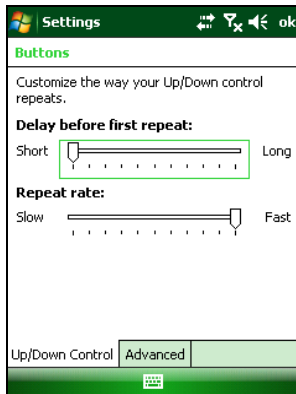 Settings
ok
Buttons
Customize the way your Up/Down control
repeats.
Delay before first repeat:
Short Long
Repeat rate:
Slow Fast
Up/Down Control Advanced